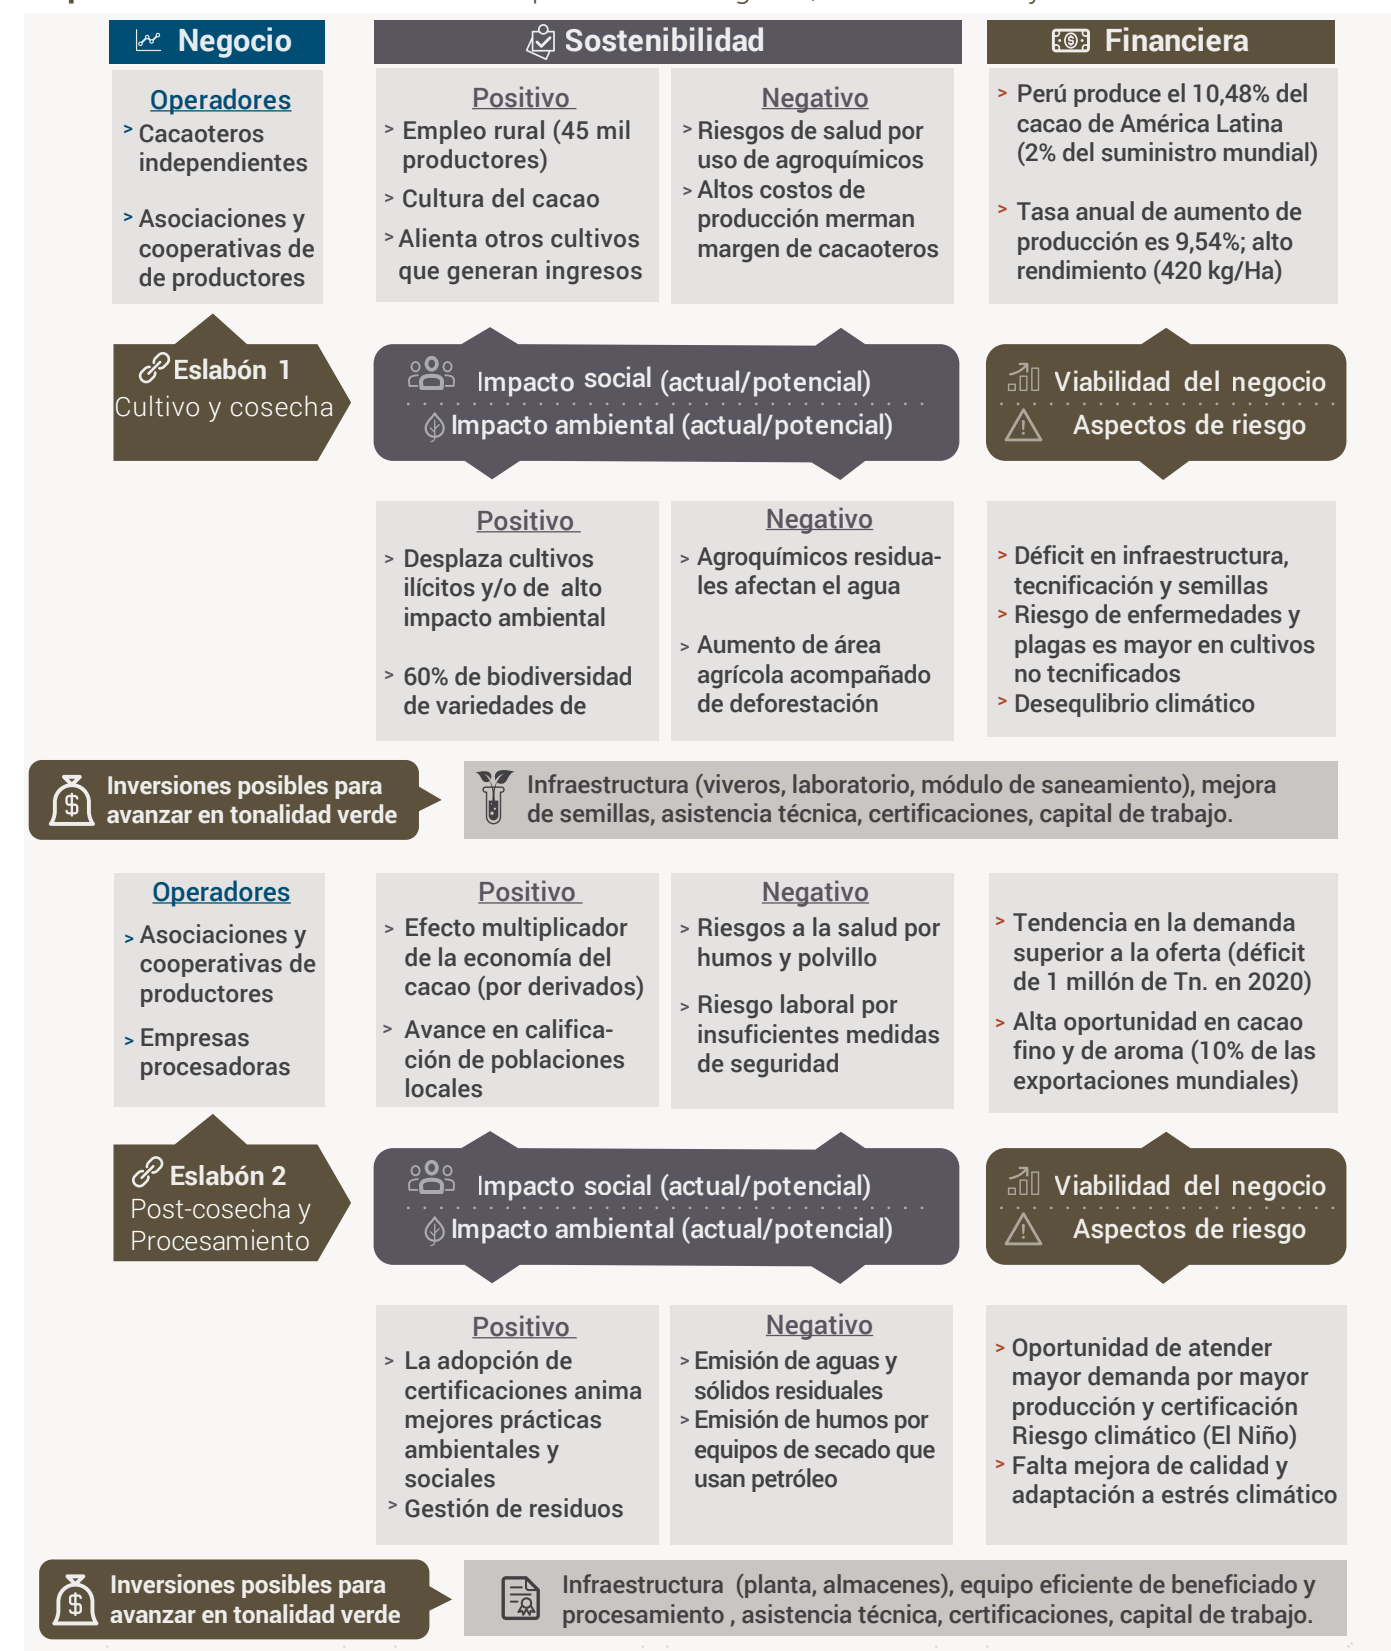 Negocio
Sostenibilidad
Financiera
Operadores
> Cacaoteros
independientes
> Asociaciones y
cooperativas de
de productores
Positivo
> Empleo rural (45 mil
productores)
> Cultura del cacao
> Alienta otros cultivos
que generan ingresos
Negativo
> Riesgos de salud por
uso de agroquímicos
> Altos costos de
producción merman
margen de cacaoteros
> Perú produce el 10,48% del
cacao de América Latina
(2% del suministro mundial)
> Tasa anual de aumento de
producción es 9,54%; alto
rendimiento (420 kg/Ha)
Eslabón 1
Cultivo y cosecha
Impacto social (actual/potencial)
Impacto ambiental (actual/potencial)
Viabilidad del negocio
Aspectos de riesgo
Positivo
> Desplaza cultivos
ilícitos y/o de alto
impacto ambiental
> 60% de biodiversidad
de variedades de
Negativo
> Agroquímicos residua-
les afectan el agua
> Aumento de área
agrícola acompañado
de deforestación
> Déficit en infraestructura,
tecnificación y semillas
> Riesgo de enfermedades y
plagas es mayor en cultivos
no tecnificados
> Desequlibrio climático
Inversiones posibles para
avanzar en tonalidad verde
Infraestructura (viveros, laboratorio, módulo de saneamiento), mejora
de semillas, asistencia técnica, certificaciones, capital de trabajo.
Operadores
> Asociaciones y
cooperativas de
productores
> Empresas
procesadoras
Positivo
> Efecto multiplicador
de la economía del
cacao (por derivados)
> Avance en califica-
ción de poblaciones
locales
Negativo
> Riesgos a la salud por
humos y polvillo
> Riesgo laboral por
insuficientes medidas
de seguridad
> Tendencia en la demanda
superior a la oferta (déficit
de 1 millón de Tn. en 2020)
> Alta oportunidad en cacao
fino y de aroma (10% de las
exportaciones mundiales)
Eslabón 2
Post-cosecha y
Procesamiento
Impacto social (actual/potencial)
Impacto ambiental (actual/potencial)
Viabilidad del negocio
Aspectos de riesgo
Positivo
> La adopción de
certificaciones anima
mejores prácticas
ambientales y
sociales
> Gestión de residuos
Negativo
> Emisión de aguas y
sólidos residuales
> Emisión de humos por
equipos de secado que
usan petróleo
> Oportunidad de atender
mayor demanda por mayor
producción y certificación
Riesgo climático (El Niño)
> Falta mejora de calidad y
adaptación a estrés climático
Inversiones posibles para
avanzar en tonalidad verde
Infraestructura (planta, almacenes), equipo eficiente de beneficiado y
procesamiento , asistencia técnica, certificaciones, capital de trabajo.